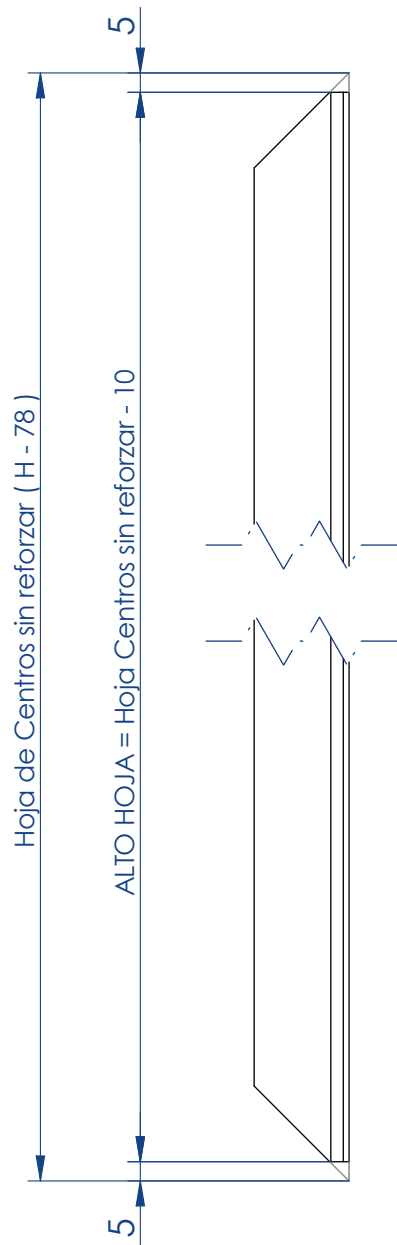 5
Hoja de Centros sin reforzar ( H - 78 )
ALTO HOJA = Hoja Centros sin reforzar - 10
5